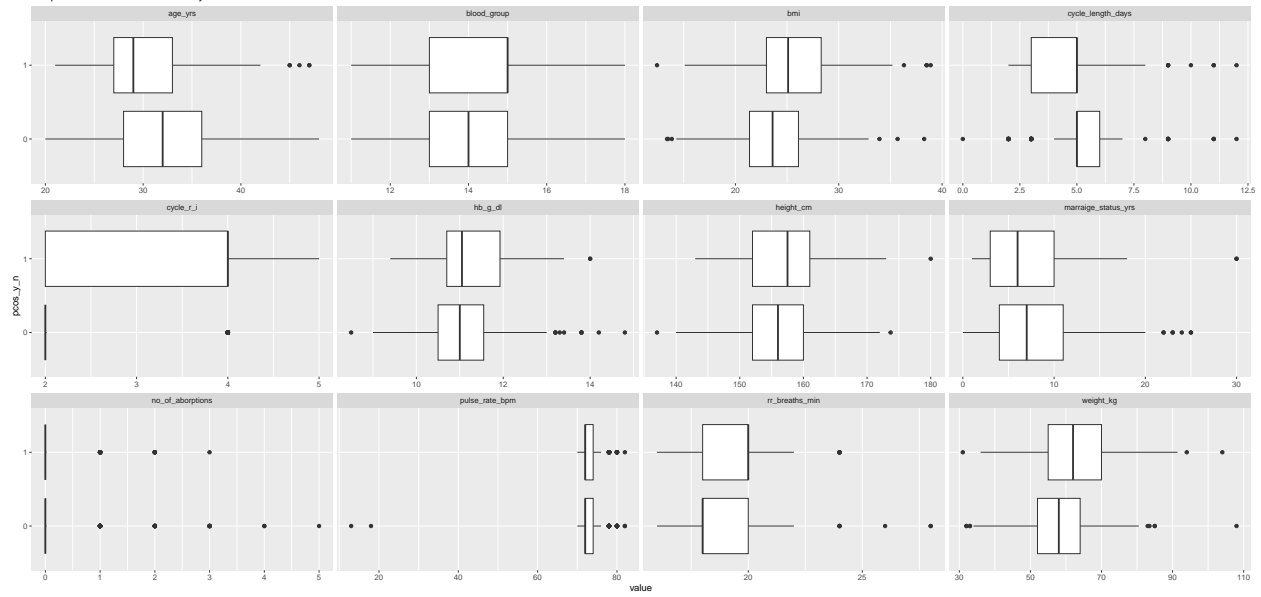 age_yrs blood_group bmi cycle_length_days
1
0
20 30 40 12 14 16 18 20 30 40 0.0 2.5 5.0 7.5 10.0 12.5
cycle_r_i hb_g_dl height_cm marraige_status_yrs
1
0
2 3 4 5 10 12 14 140 150 160 170 180 0 10 20 30
no_of_aborptions pulse_rate_bpm rr_breaths_min weight_kg
1
0
0 1 2 3 4 5 20 40 60 80 20 25 30 50 70 90 110
pcos_y_n
value